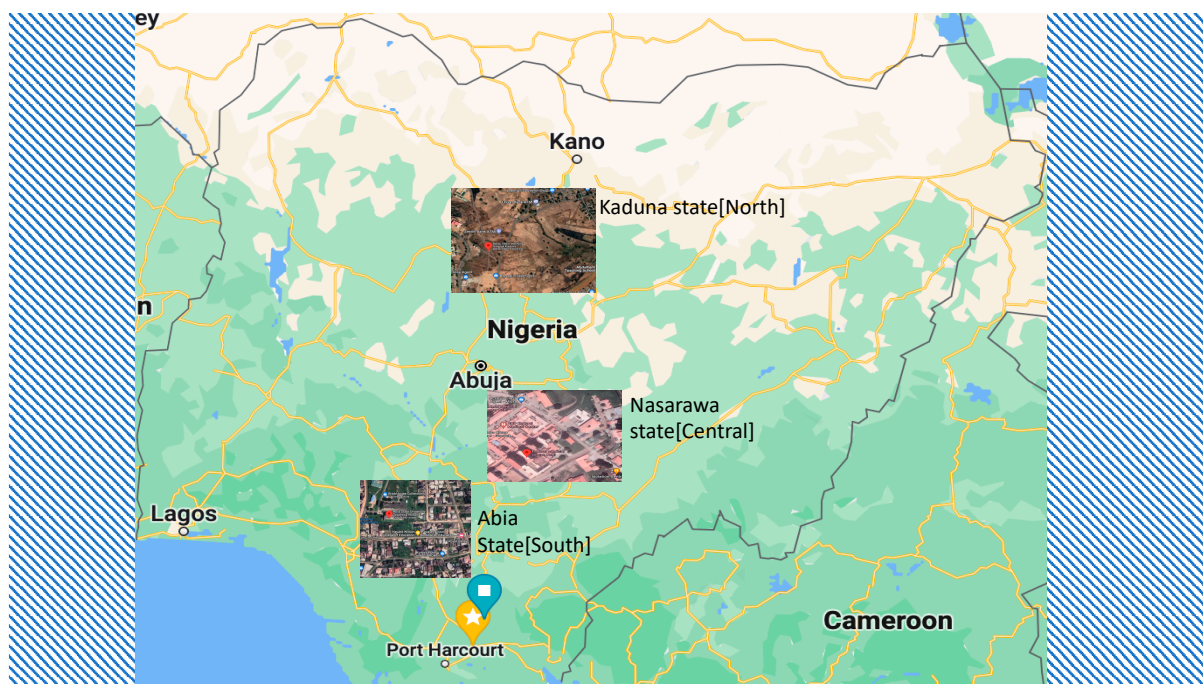 ey
Kano
Kaduna state[North]
n
Nigeria
Abuja
Nasarawa
state[Central]
Lagos
Abia
State[South]
Cameroon
Port Harcourt